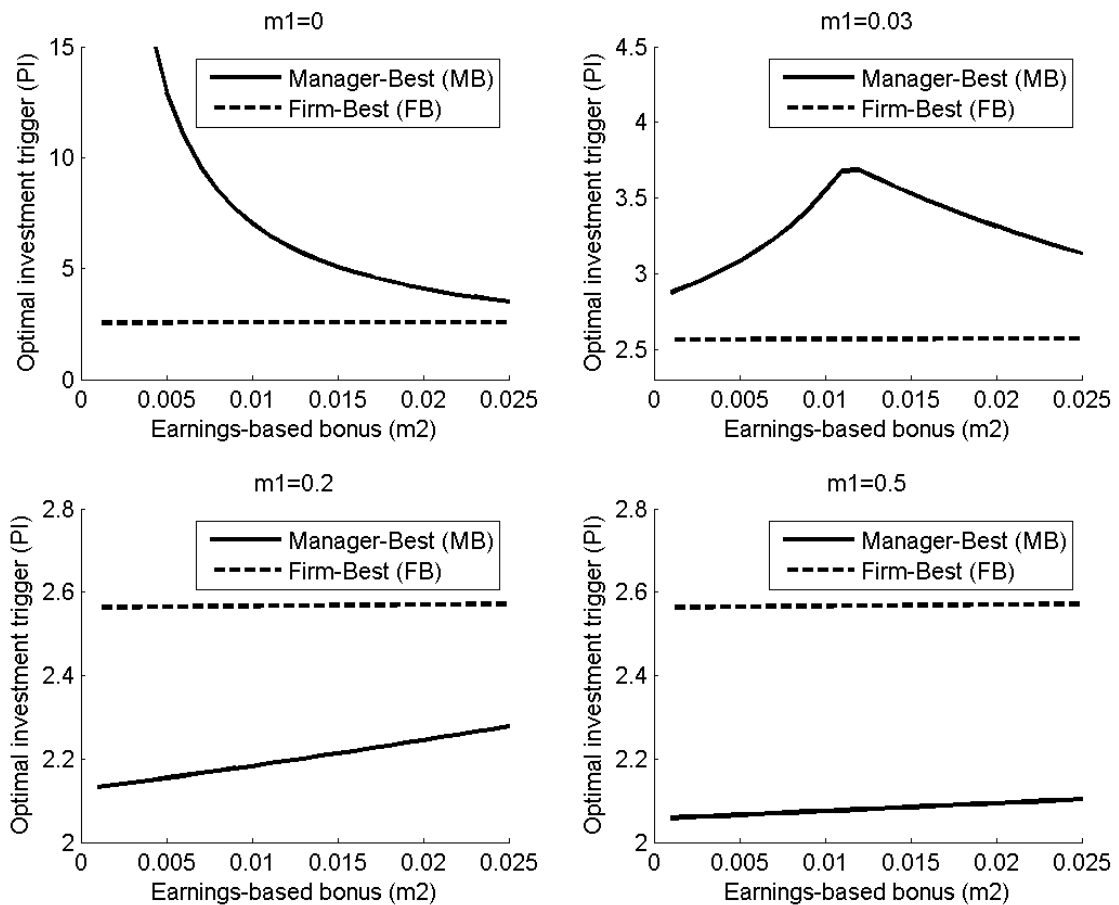 m1=0
15
10
5
0
Optimal investment trigger (PI)
Manager-Best (MB)
Firm-Best (FB)
0 0.005 0.01 0.015 0.02 0.025
Earnings-based bonus (m2)
m1=0.03
4.5
4
3.5
3
2.5
Optimal investment trigger (PI)
Manager-Best (MB)
Firm-Best (FB)
0 0.005 0.01 0.015 0.02 0.025
Earnings-based bonus (m2)
m1=0.2
2.8
2.6
2.4
2.2
2
Optimal investment trigger (PI)
Manager-Best (MB)
Firm-Best (FB)
0 0.005 0.01 0.015 0.02 0.025
Earnings-based bonus (m2)
m1=0.5
2.8
2.6
2.4
2.2
2
Optimal investment trigger (PI)
Manager-Best (MB)
Firm-Best (FB)
0 0.005 0.01 0.015 0.02 0.025
Earnings-based bonus (m2)